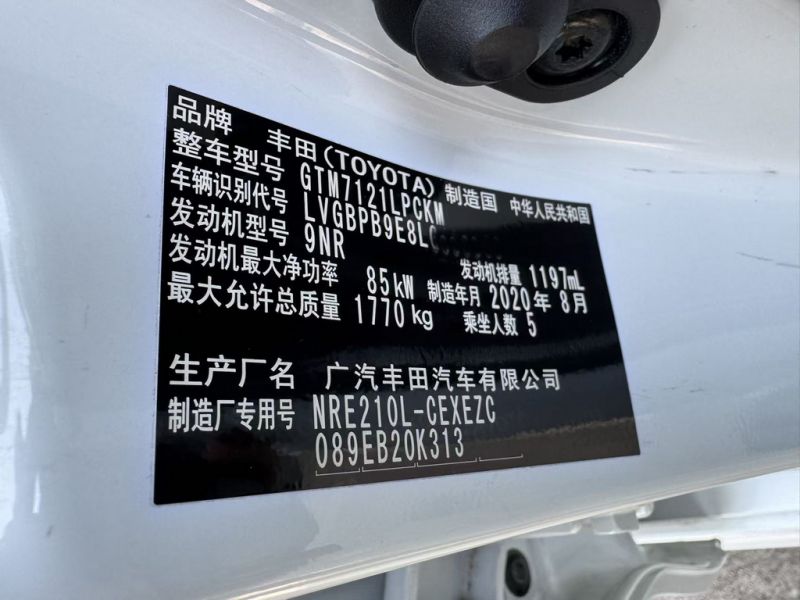 品牌 丰田(TOYOTA) 制造国 中华人民共和国
整车型号 GTM7121LPCKM
车辆识别代号 LVGBPB9E8L
发动机型号 9NR 发动机排量 1197mL
发动机最大净功率 85kW 制造年月 2020年8月
最大允许总质量 1770kg 乘坐人数 5
生产厂名 广汽丰田汽车有限公司
制造厂专用号 NRE210L-CEXEZC
089EB20K313